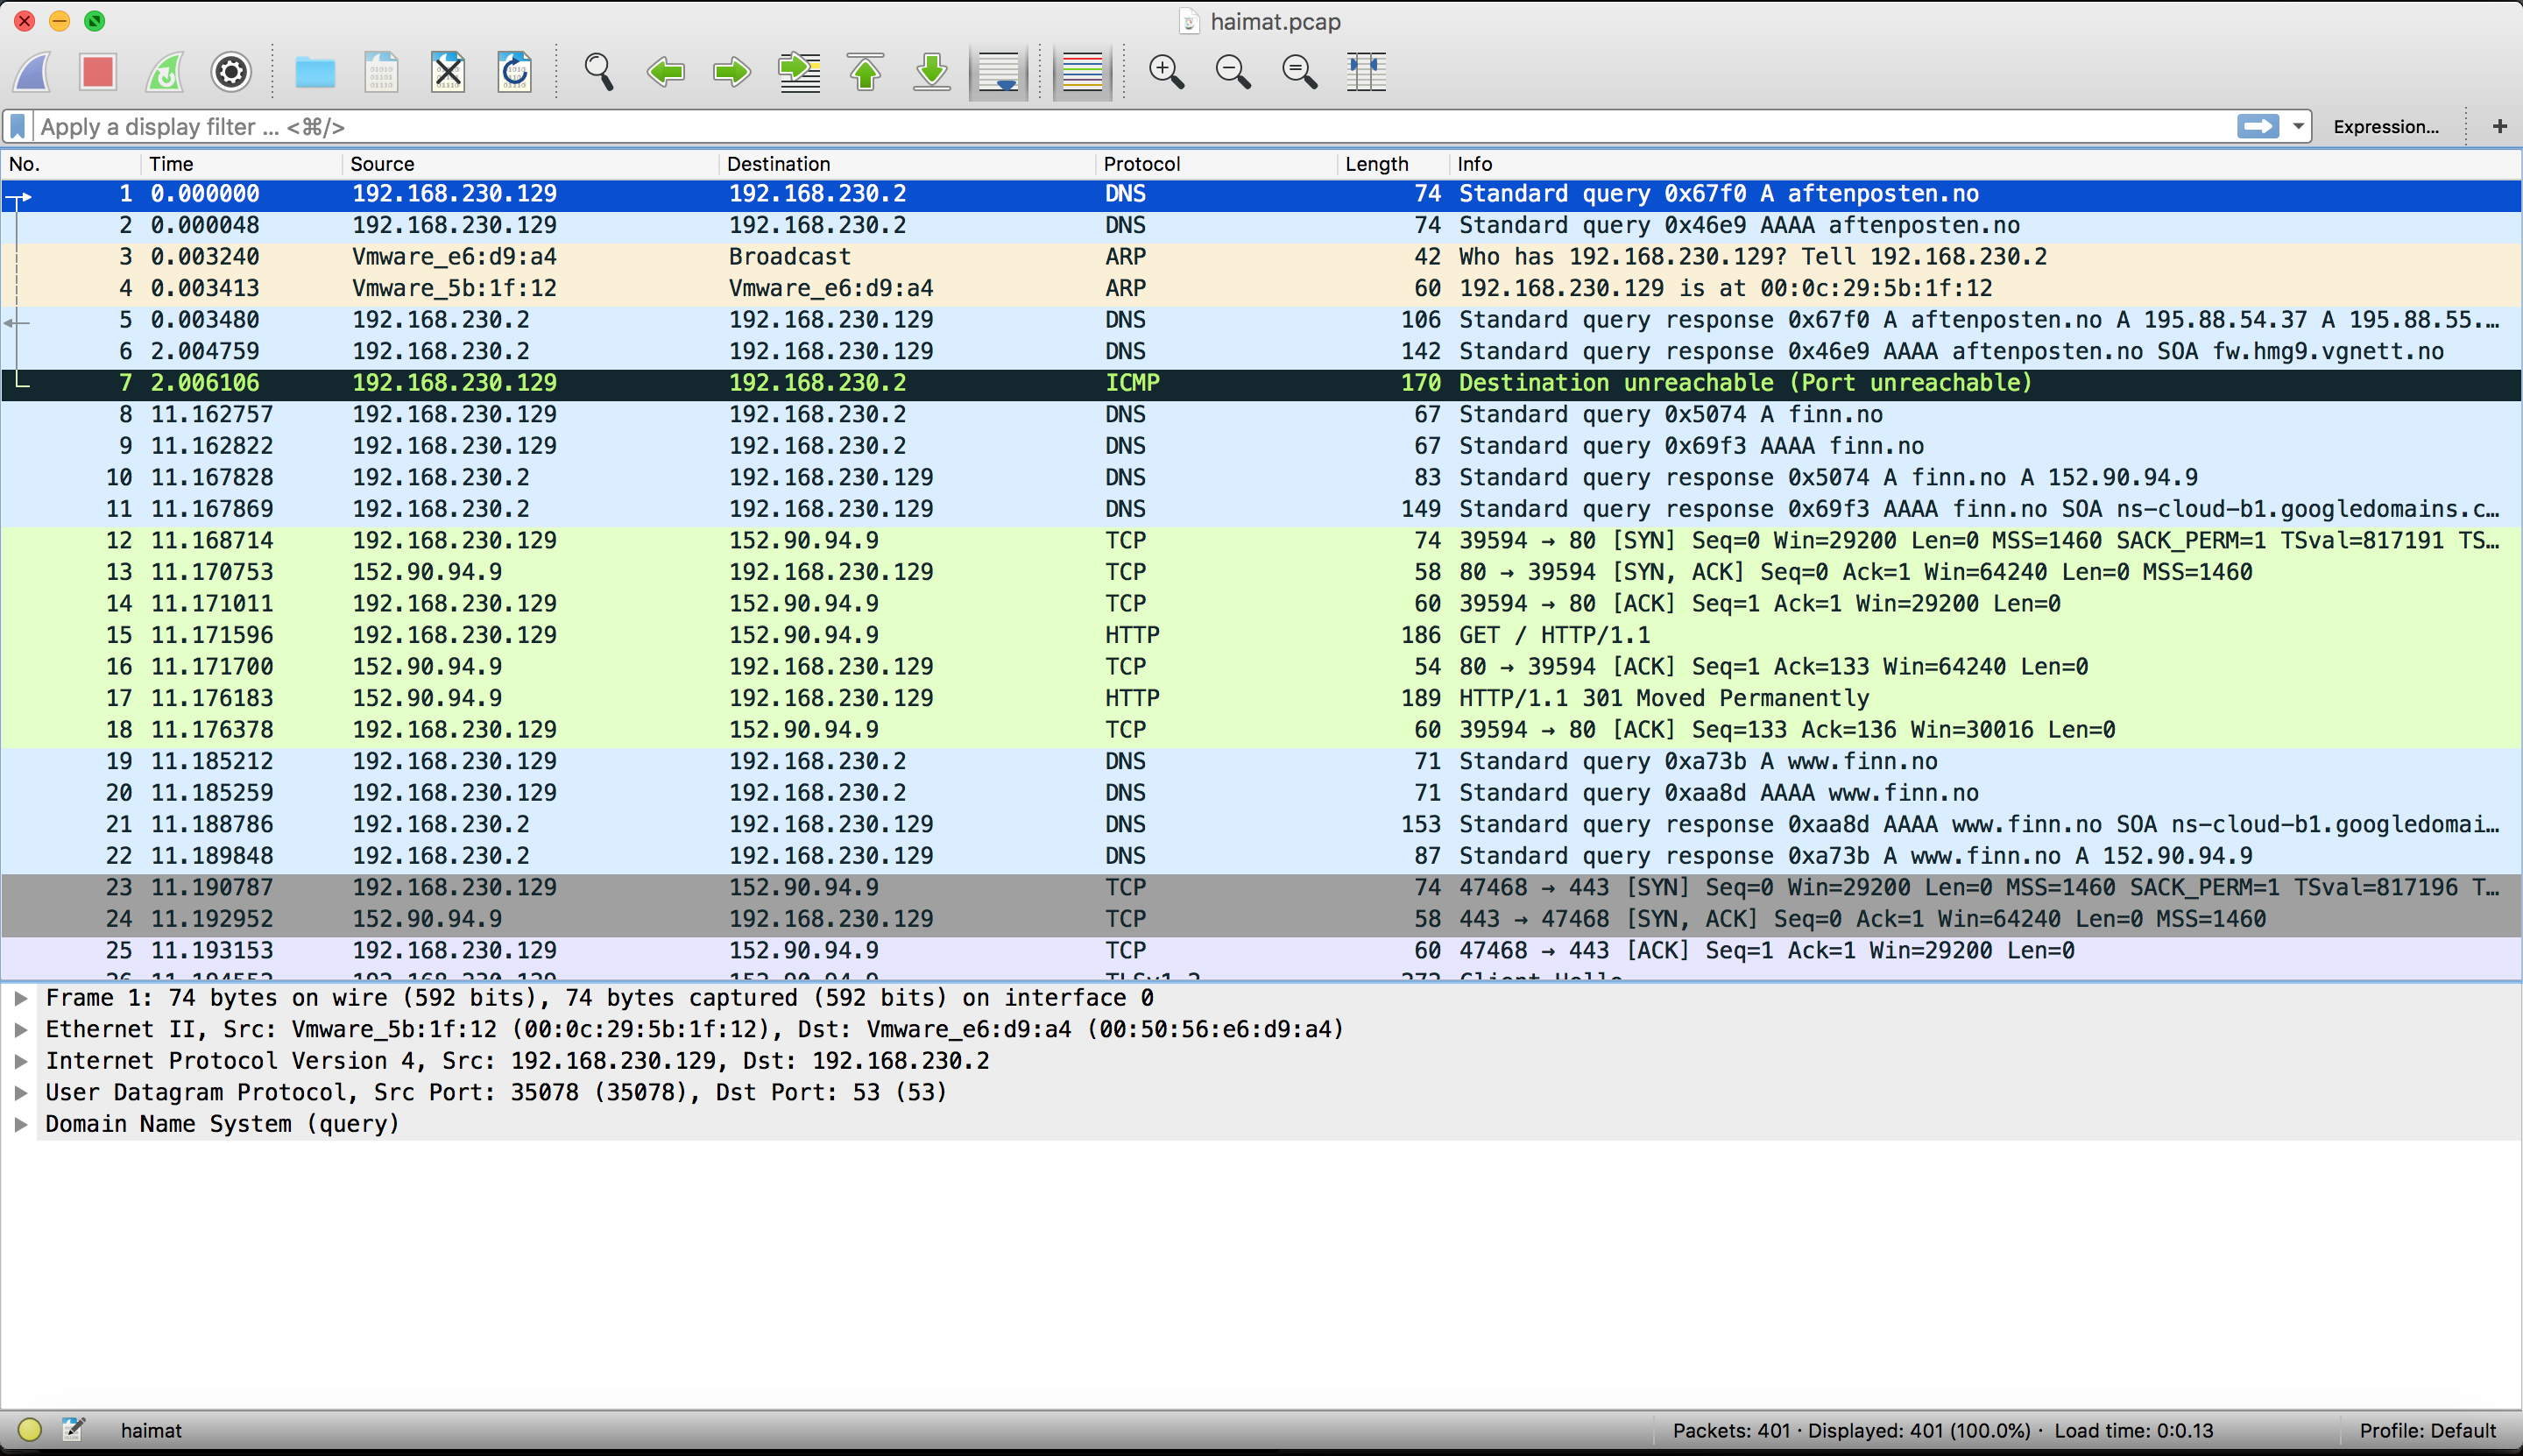 haimat.pcap
Apply a display filter ... <⌘/>
Expression...
+
No. Time Source Destination Protocol Length Info
1 0.000000 192.168.230.129 192.168.230.2 DNS 74 Standard query 0x67f0 A aftenposten.no
2 0.000048 192.168.230.129 192.168.230.2 DNS 74 Standard query 0x46e9 AAAA aftenposten.no
3 0.003240 Vmware_e6:d9:a4 Broadcast ARP 42 Who has 192.168.230.129? Tell 192.168.230.2
4 0.003413 Vmware_5b:1f:12 Vmware_e6:d9:a4 ARP 60 192.168.230.129 is at 00:0c:29:5b:1f:12
5 0.003480 192.168.230.2 192.168.230.129 DNS 106 Standard query response 0x67f0 A aftenposten.no A 195.88.54.37 A 195.88.55.…
6 2.004759 192.168.230.2 192.168.230.129 DNS 142 Standard query response 0x46e9 AAAA aftenposten.no SOA fw.hmg9.vgnett.no
7 2.006106 192.168.230.129 192.168.230.2 ICMP 170 Destination unreachable (Port unreachable)
8 11.162757 192.168.230.129 192.168.230.2 DNS 67 Standard query 0x5074 A finn.no
9 11.162822 192.168.230.129 192.168.230.2 DNS 67 Standard query 0x69f3 AAAA finn.no
10 11.167828 192.168.230.2 192.168.230.129 DNS 83 Standard query response 0x5074 A finn.no A 152.90.94.9
11 11.167869 192.168.230.2 192.168.230.129 DNS 149 Standard query response 0x69f3 AAAA finn.no SOA ns-cloud-b1.googledomains.c…
12 11.168714 192.168.230.129 152.90.94.9 TCP 74 39594 → 80 [SYN] Seq=0 Win=29200 Len=0 MSS=1460 SACK_PERM=1 TSval=817191 TS…
13 11.170753 152.90.94.9 192.168.230.129 TCP 58 80 → 39594 [SYN, ACK] Seq=0 Ack=1 Win=64240 Len=0 MSS=1460
14 11.171011 192.168.230.129 152.90.94.9 TCP 60 39594 → 80 [ACK] Seq=1 Ack=1 Win=29200 Len=0
15 11.171596 192.168.230.129 152.90.94.9 HTTP 186 GET / HTTP/1.1
16 11.171700 152.90.94.9 192.168.230.129 TCP 54 80 → 39594 [ACK] Seq=1 Ack=133 Win=64240 Len=0
17 11.176183 152.90.94.9 192.168.230.129 HTTP 189 HTTP/1.1 301 Moved Permanently
18 11.176378 192.168.230.129 152.90.94.9 TCP 60 39594 → 80 [ACK] Seq=133 Ack=136 Win=30016 Len=0
19 11.185212 192.168.230.129 192.168.230.2 DNS 71 Standard query 0xa73b A www.finn.no
20 11.185259 192.168.230.129 192.168.230.2 DNS 71 Standard query 0xaa8d AAAA www.finn.no
21 11.188786 192.168.230.2 192.168.230.129 DNS 153 Standard query response 0xaa8d AAAA www.finn.no SOA ns-cloud-b1.googledomai…
22 11.189848 192.168.230.2 192.168.230.129 DNS 87 Standard query response 0xa73b A www.finn.no A 152.90.94.9
23 11.190787 192.168.230.129 152.90.94.9 TCP 74 47468 → 443 [SYN] Seq=0 Win=29200 Len=0 MSS=1460 SACK_PERM=1 TSval=817196 T…
24 11.192952 152.90.94.9 192.168.230.129 TCP 58 443 → 47468 [SYN, ACK] Seq=0 Ack=1 Win=64240 Len=0 MSS=1460
25 11.193153 192.168.230.129 152.90.94.9 TCP 60 47468 → 443 [ACK] Seq=1 Ack=1 Win=29200 Len=0
Frame 1: 74 bytes on wire (592 bits), 74 bytes captured (592 bits) on interface 0
Ethernet II, Src: Vmware_5b:1f:12 (00:0c:29:5b:1f:12), Dst: Vmware_e6:d9:a4 (00:50:56:e6:d9:a4)
Internet Protocol Version 4, Src: 192.168.230.129, Dst: 192.168.230.2
User Datagram Protocol, Src Port: 35078 (35078), Dst Port: 53 (53)
Domain Name System (query)
haimat
Packets: 401 · Displayed: 401 (100.0%) · Load time: 0:0.13
Profile: Default